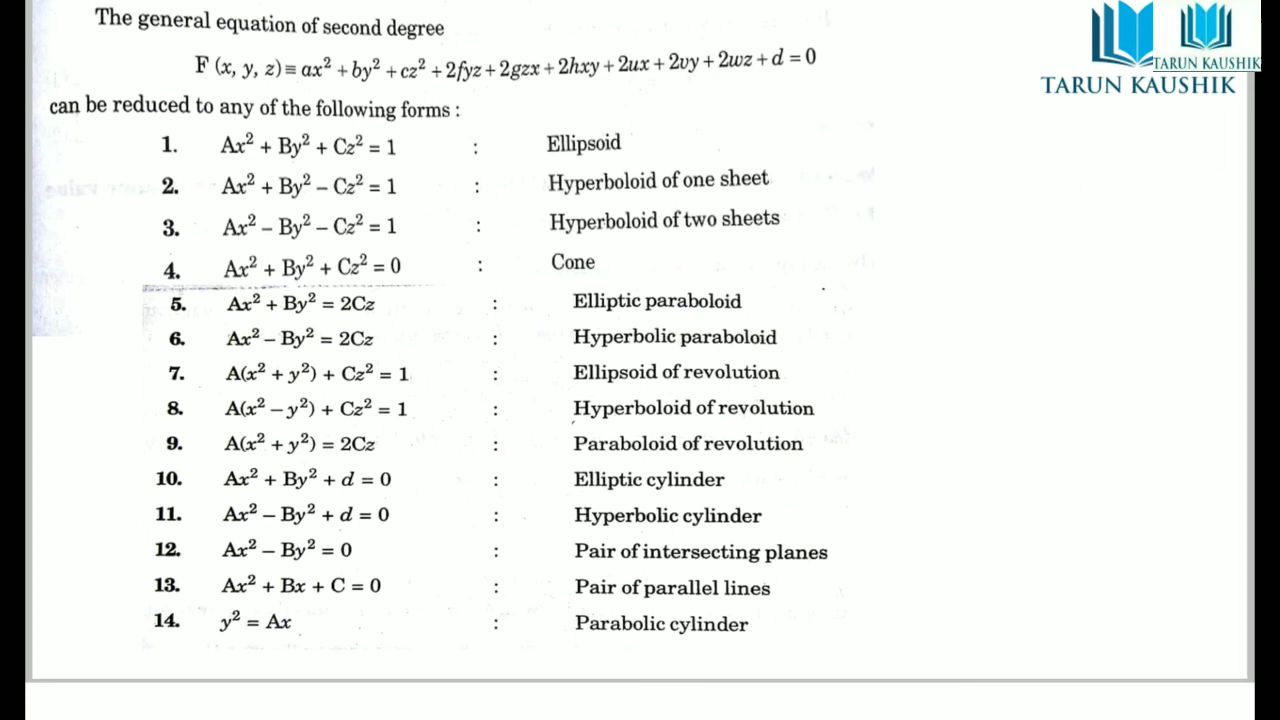 The general equation of second degree
F (x, y, z) ≡ ax² + by² + cz² + 2fyz + 2gzx + 2hxy + 2ux + 2vy + 2wz + d = 0
can be reduced to any of the following forms :
1. Ax² + By² + Cz² = 1 : Ellipsoid
2. Ax² + By² – Cz² = 1 : Hyperboloid of one sheet
3. Ax² – By² – Cz² = 1 : Hyperboloid of two sheets
4. Ax² + By² + Cz² = 0 : Cone
5. Ax² + By² = 2Cz : Elliptic paraboloid
6. Ax² – By² = 2Cz : Hyperbolic paraboloid
7. A(x² + y²) + Cz² = 1 : Ellipsoid of revolution
8. A(x² – y²) + Cz² = 1 : Hyperboloid of revolution
9. A(x² + y²) = 2Cz : Paraboloid of revolution
10. Ax² + By² + d = 0 : Elliptic cylinder
11. Ax² – By² + d = 0 : Hyperbolic cylinder
12. Ax² – By² = 0 : Pair of intersecting planes
13. Ax² + Bx + C = 0 : Pair of parallel lines
14. y² = Ax : Parabolic cylinder
TARUN KAUSHIK
TARUN KAUSHIK